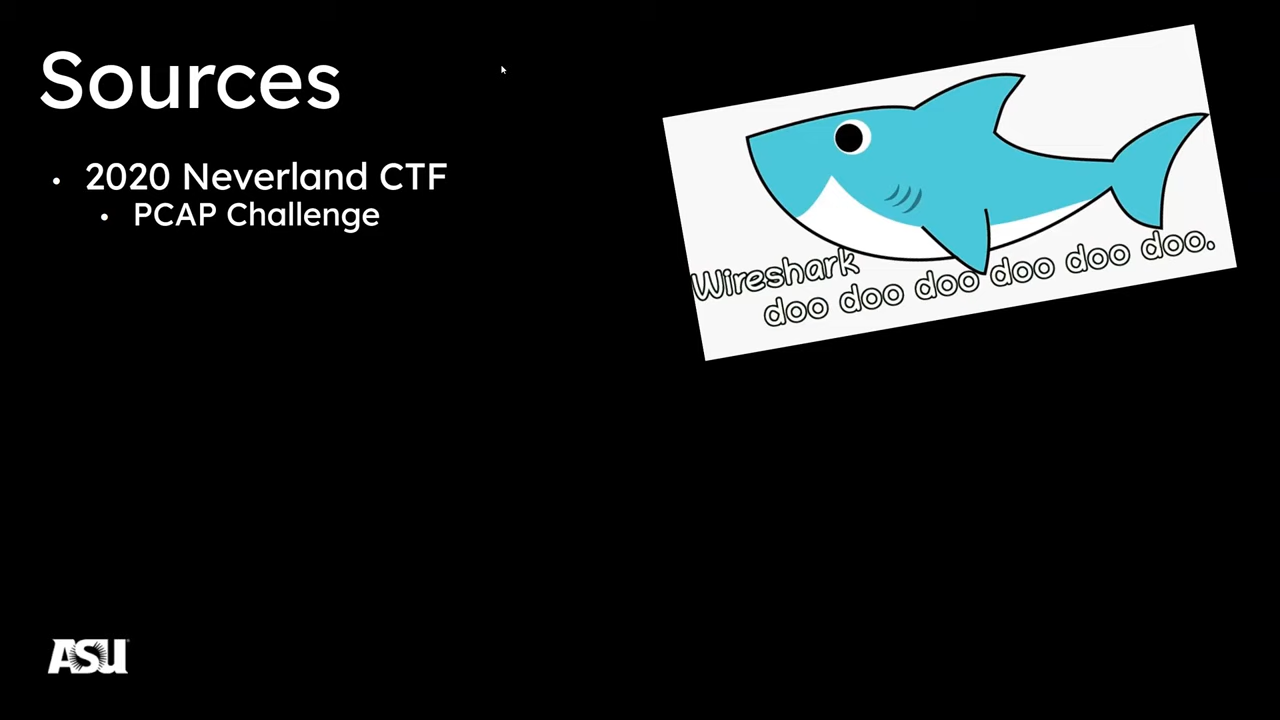 Sources
• 2020 Neverland CTF
• PCAP Challenge
Wireshark
doo doo doo doo doo doo.
ASU